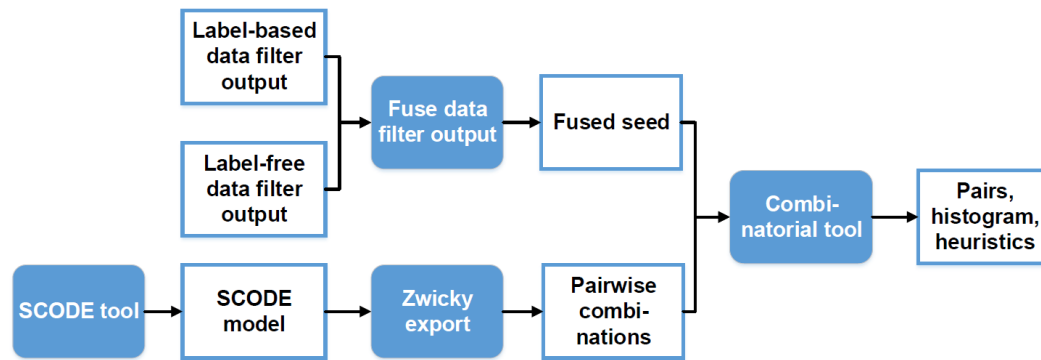 Label-based
data filter
output
Label-free
data filter
output
Fuse data
filter output
Fused seed
Combi-
natorial tool
Pairs,
histogram,
heuristics
SCODE tool
SCODE
model
Zwicky
export
Pairwise
combi-
nations